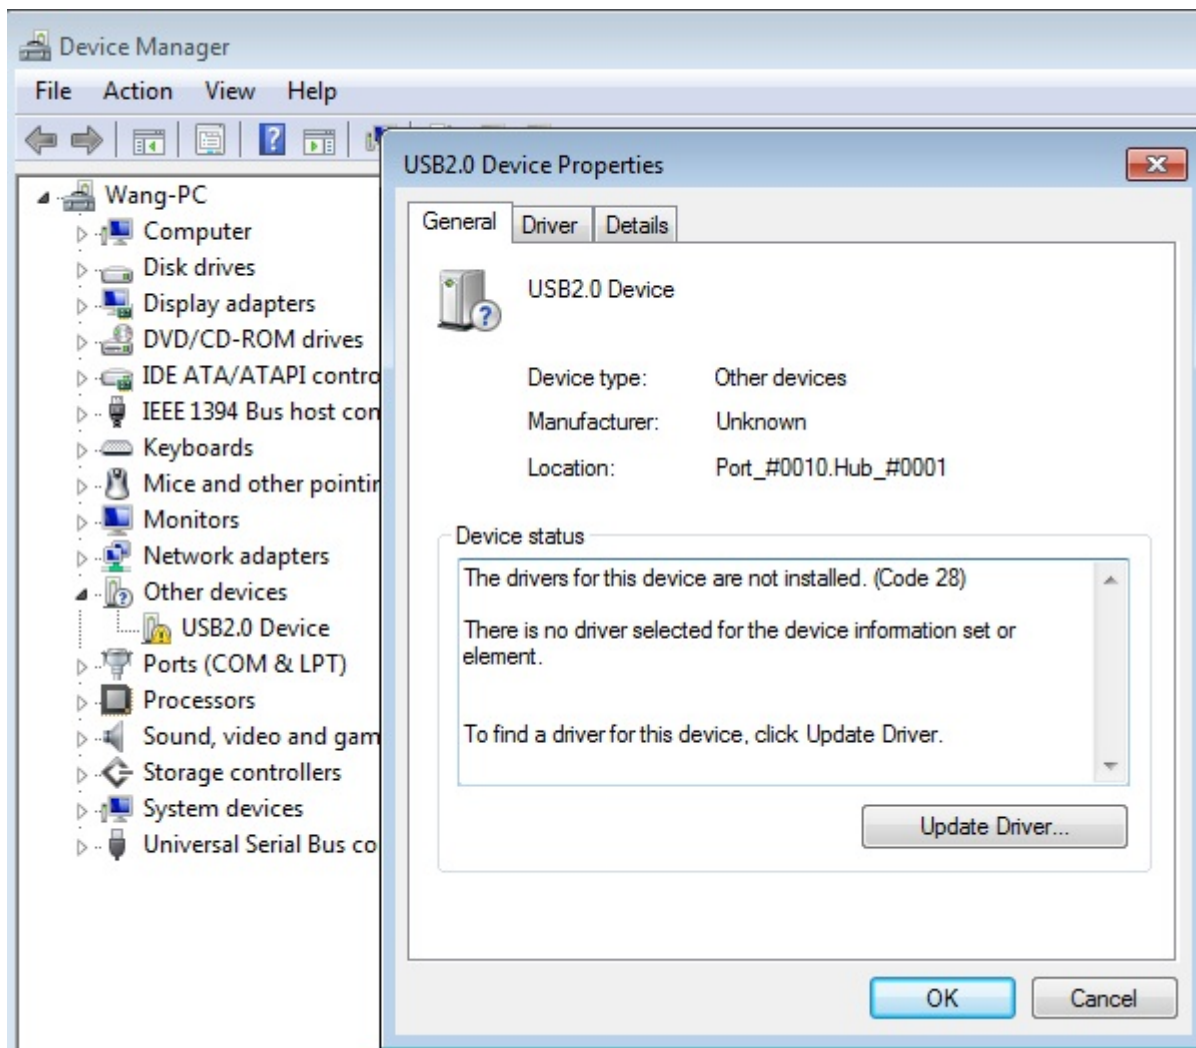 Device Manager
File Action View Help
Wang-PC
Computer
Disk drives
Display adapters
DVD/CD-ROM drives
IDE ATA/ATAPI contro
IEEE 1394 Bus host con
Keyboards
Mice and other pointin
Monitors
Network adapters
Other devices
USB2.0 Device
Ports (COM & LPT)
Processors
Sound, video and gam
Storage controllers
System devices
Universal Serial Bus co
USB2.0 Device Properties
General Driver Details
USB2.0 Device
Device type: Other devices
Manufacturer: Unknown
Location: Port_#0010.Hub_#0001
Device status
The drivers for this device are not installed. (Code 28)
There is no driver selected for the device information set or
element.
To find a driver for this device, click Update Driver.
Update Driver...
OK Cancel